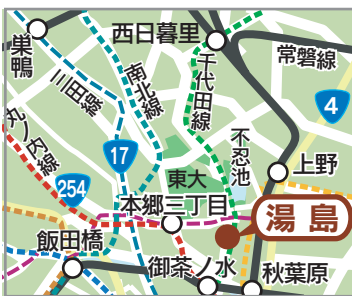 西日暮里
巣鴨
常磐線
三田線
南北線
千代田線
4
丸ノ内線
17
不忍池
上野
254
東大
本郷三丁目
湯島
飯田橋
御茶ノ水
秋葉原